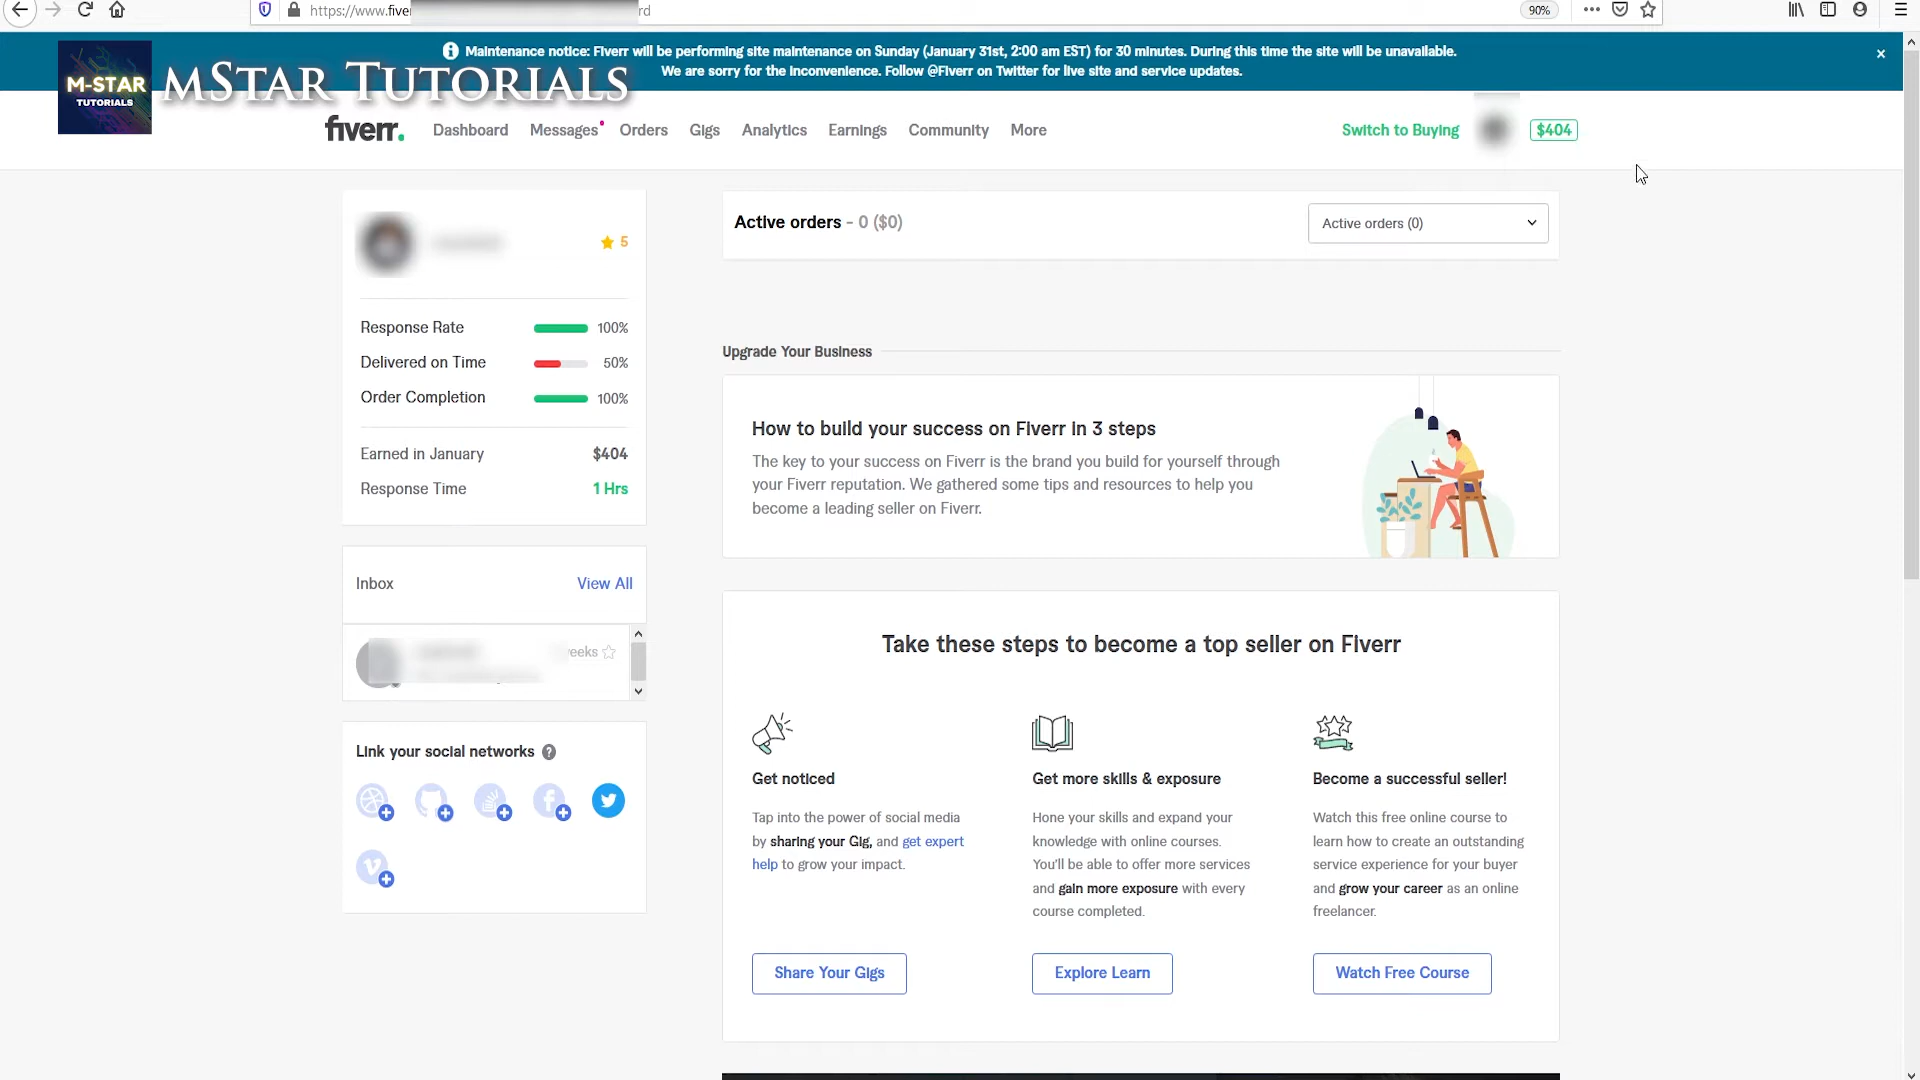 https://www.fiver
rd
90%
Maintenance notice: Fiverr will be performing site maintenance on Sunday (January 31st, 2:00 am EST) for 30 minutes. During this time the site will be unavailable.
We are sorry for the inconvenience. Follow @Fiverr on Twitter for live site and service updates.
M-STAR
TUTORIALS
MSTAR TUTORIALS
fiverr.
Dashboard
Messages
Orders
Gigs
Analytics
Earnings
Community
More
Switch to Buying
$404
5
Response Rate 100%
Delivered on Time 50%
Order Completion 100%
Earned in January $404
Response Time 1 Hrs
Inbox View All
eeks
Link your social networks ?
Active orders - 0 ($0)
Active orders (0)
Upgrade Your Business
How to build your success on Fiverr in 3 steps
The key to your success on Fiverr is the brand you build for yourself through
your Fiverr reputation. We gathered some tips and resources to help you
become a leading seller on Fiverr.
Take these steps to become a top seller on Fiverr
Get noticed
Tap into the power of social media
by sharing your Gig, and get expert
help to grow your impact.
Share Your Gigs
Get more skills & exposure
Hone your skills and expand your
knowledge with online courses.
You'll be able to offer more services
and gain more exposure with every
course completed.
Explore Learn
Become a successful seller!
Watch this free online course to
learn how to create an outstanding
service experience for your buyer
and grow your career as an online
freelancer.
Watch Free Course